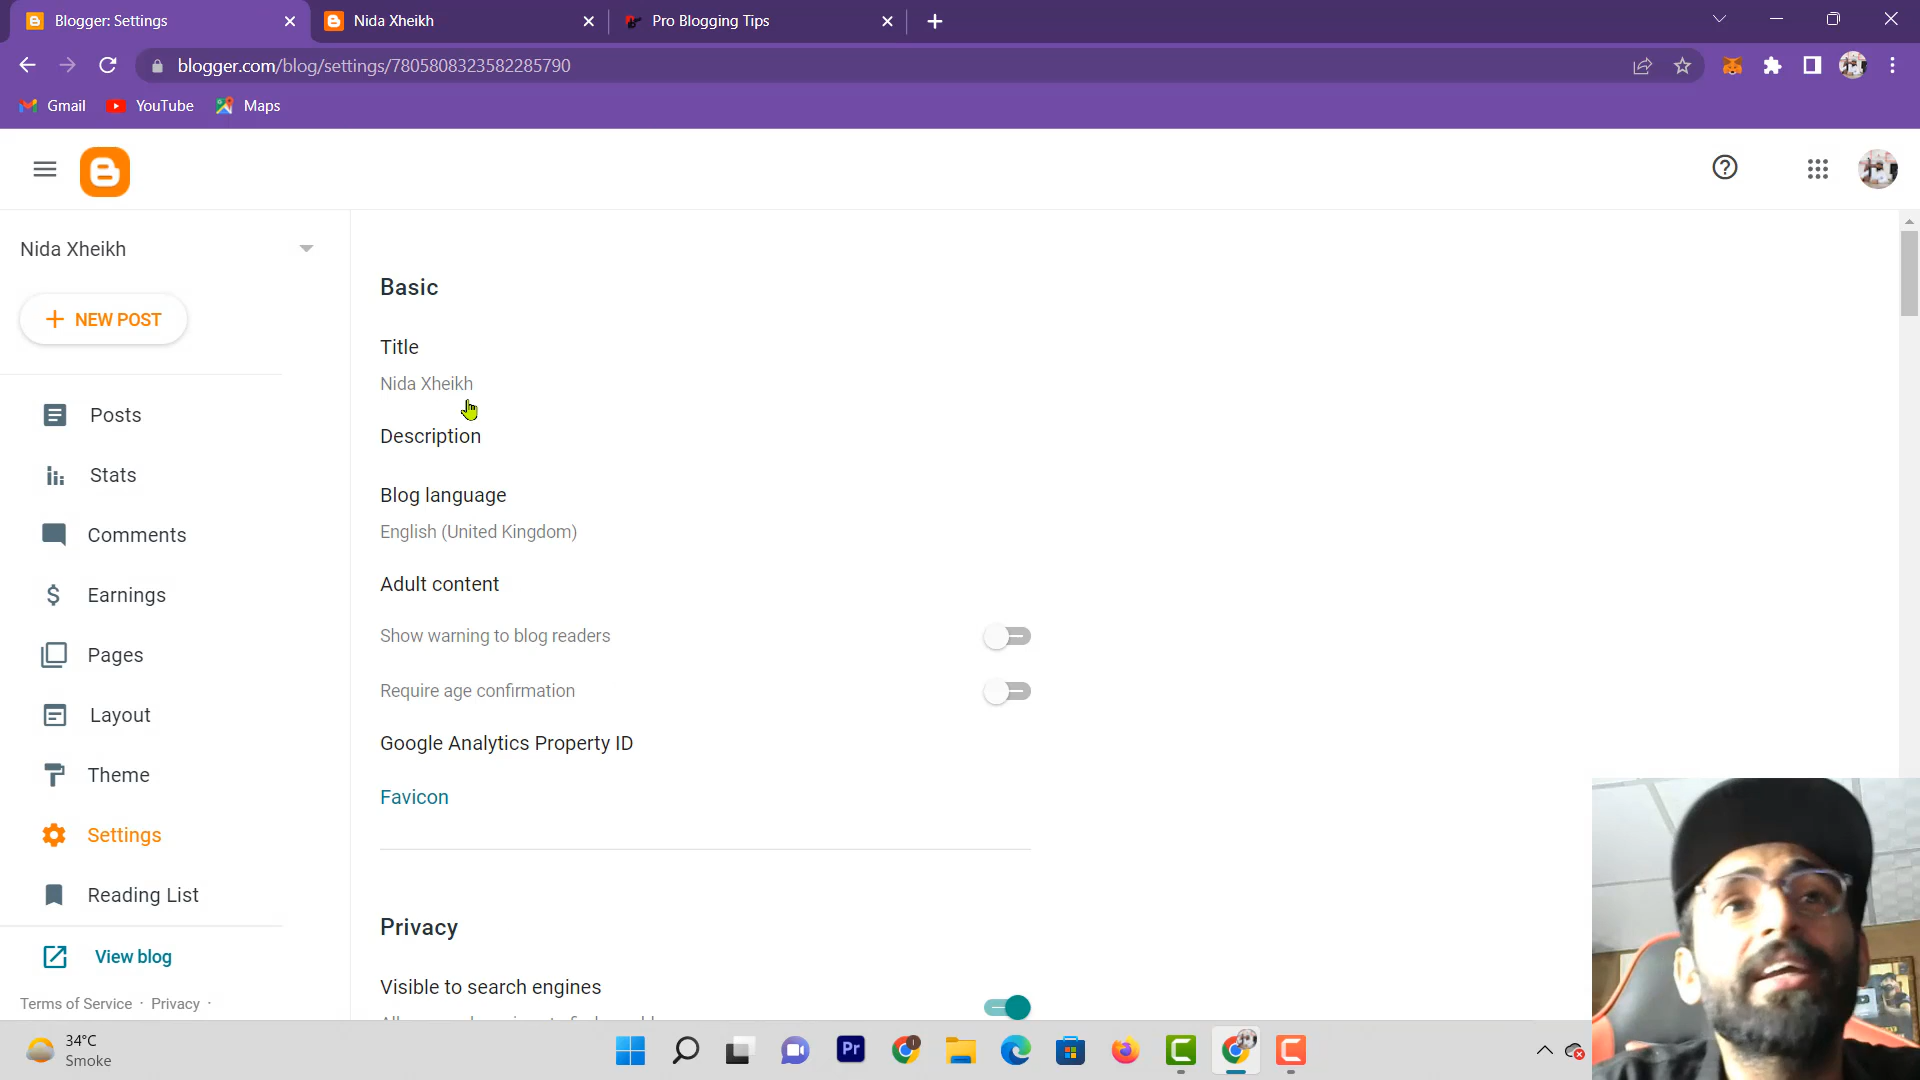 Blogger: Settings
Nida Xheikh
Pro Blogging Tips
blogger.com/blog/settings/7805808323582285790
Gmail
YouTube
Maps
Nida Xheikh
NEW POST
Posts
Stats
Comments
Earnings
Pages
Layout
Theme
Settings
Reading List
View blog
Terms of Service · Privacy ·
Basic
Title
Nida Xheikh
Description
Blog language
English (United Kingdom)
Adult content
Show warning to blog readers
Require age confirmation
Google Analytics Property ID
Favicon
Privacy
Visible to search engines
34°C
Smoke
Pr